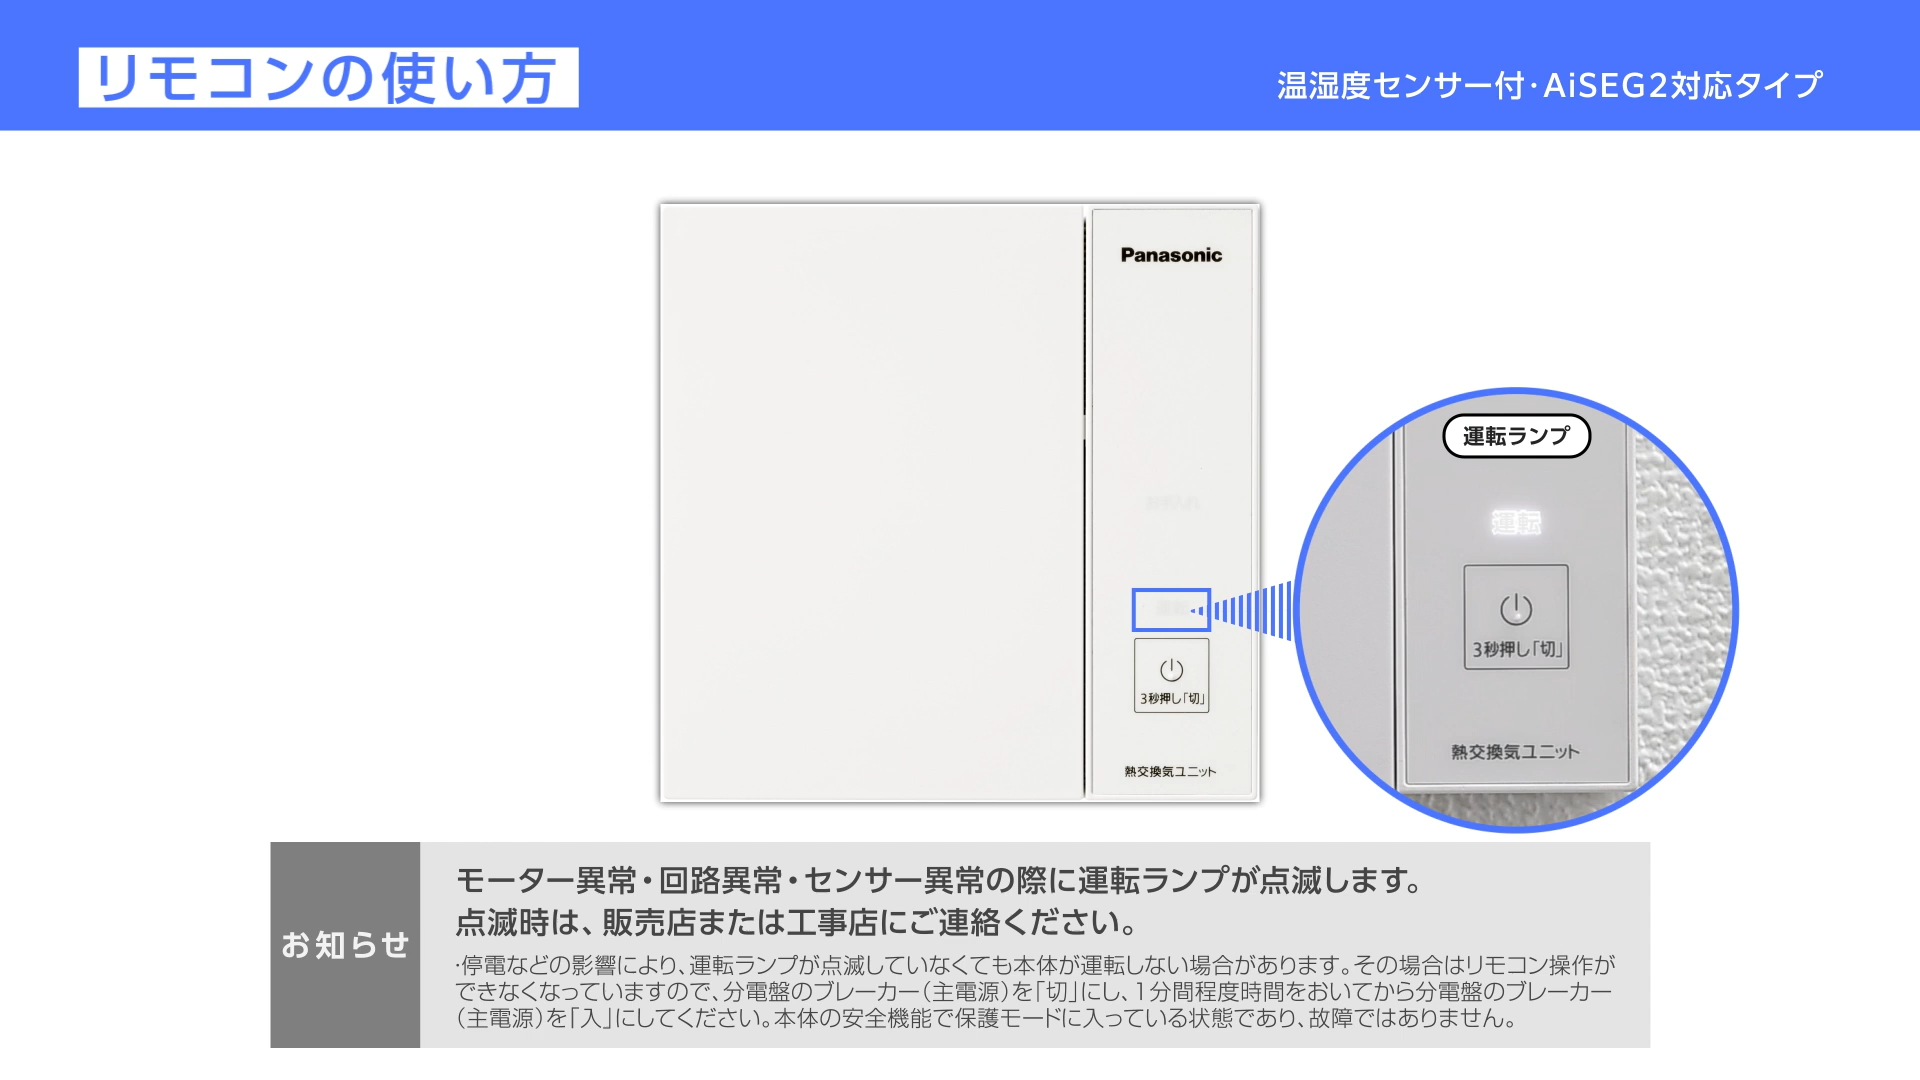 リモコンの使い方
温湿度センサー付・AiSEG2対応タイプ
Panasonic
3秒押し「切」
熱交換気ユニット
運転ランプ
運転
3秒押し「切」
熱交換気ユニット
お知らせ
モーター異常・回路異常・センサー異常の際に運転ランプが点滅します。
点滅時は、販売店または工事店にご連絡ください。
・停電などの影響により、運転ランプが点滅していなくても本体が運転しない場合があります。その場合はリモコン操作が
できなくなっていますので、分電盤のブレーカー（主電源）を「切」にし、1分間程度時間をおいてから分電盤のブレーカー
（主電源）を「入」にしてください。本体の安全機能で保護モードに入っている状態であり、故障ではありません。